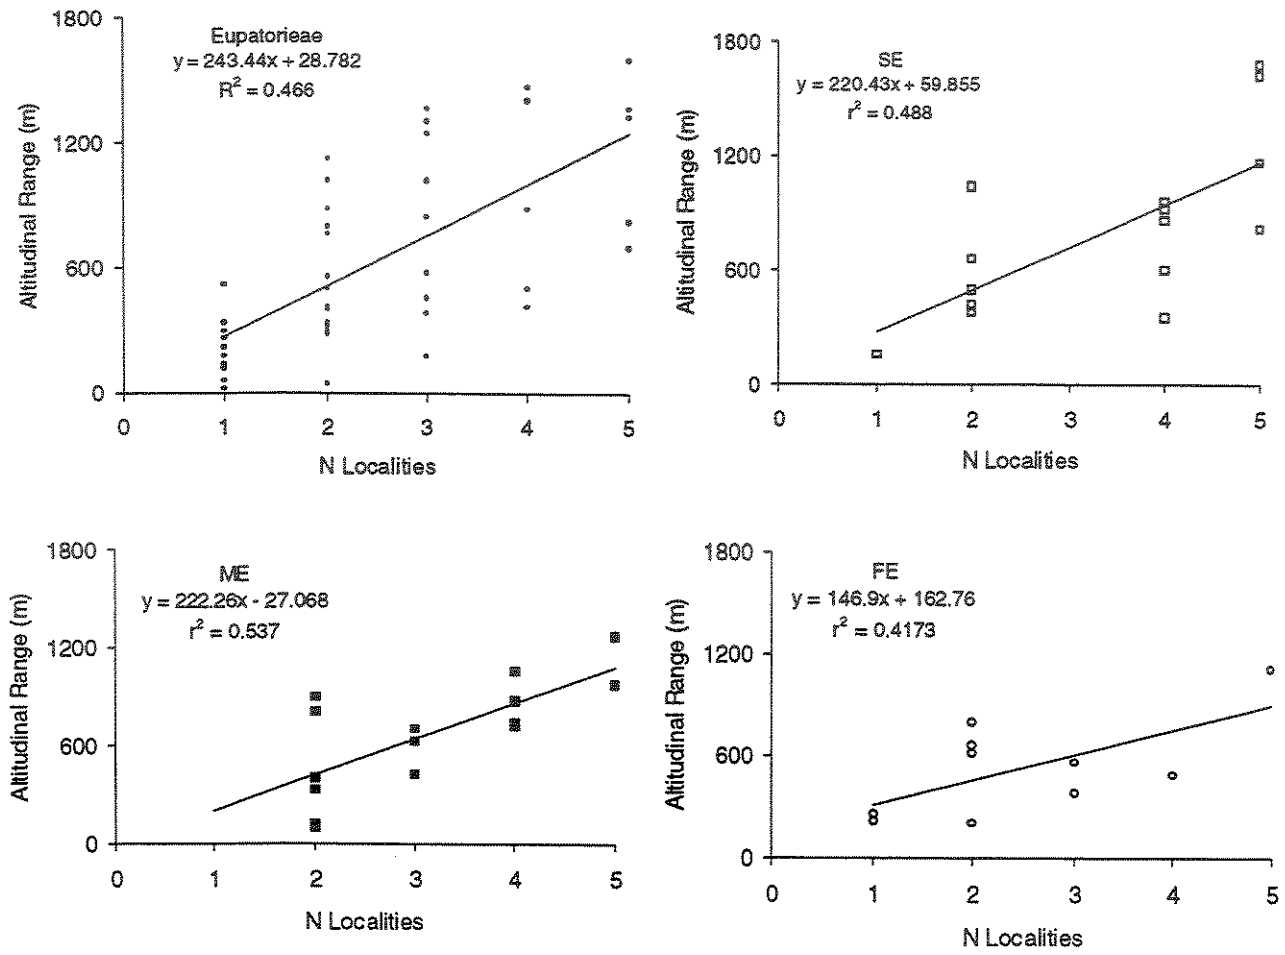 1800
Eupatorieae
y = 243.44x + 28.782
R² = 0.466
1200
600
0
Altitudinal Range (m)
0 1 2 3 4 5
N Localities
1800
SE
y = 220.43x + 59.855
r² = 0.488
1200
600
0
Altitudinal Range (m)
0 1 2 3 4 5
N Localities
1800
ME
y = 222.26x - 27.068
r² = 0.537
1200
600
0
Altitudinal Range (m)
0 1 2 3 4 5
N Localities
1800
FE
y = 146.9x + 162.76
r² = 0.4173
1200
600
0
Altitudinal Range (m)
0 1 2 3 4 5
N Localities